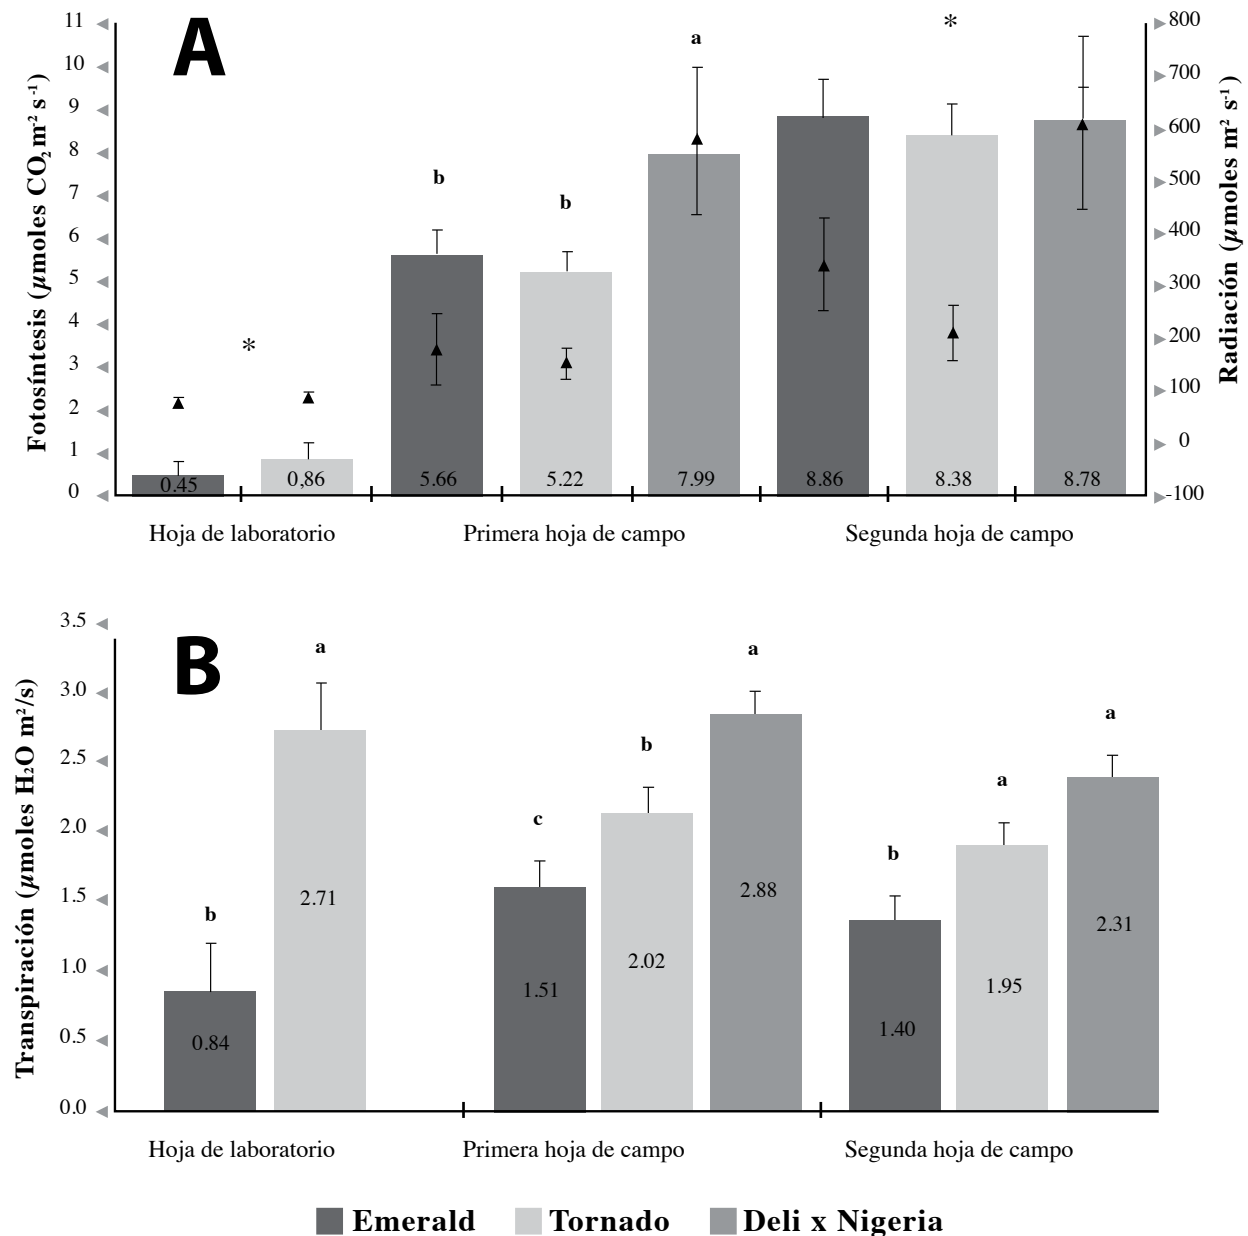 A
Fotosíntesis (µmoles CO₂ m⁻² s⁻¹)
11
10
9
8
7
6
5
4
3
2
1
0
Radiación (µmoles m⁻² s⁻¹)
800
700
600
500
400
300
200
100
0
-100
*
b
b
a
*
0.45
0,86
5.66
5.22
7.99
8.86
8.38
8.78
Hoja de laboratorio
Primera hoja de campo
Segunda hoja de campo
B
Transpiración (µmoles H₂O m²/s)
3.5
3.0
2.5
2.0
1.5
1.0
0.5
0.0
b
a
c
b
a
b
a
a
0.84
2.71
1.51
2.02
2.88
1.40
1.95
2.31
Hoja de laboratorio
Primera hoja de campo
Segunda hoja de campo
Emerald
Tornado
Deli x Nigeria